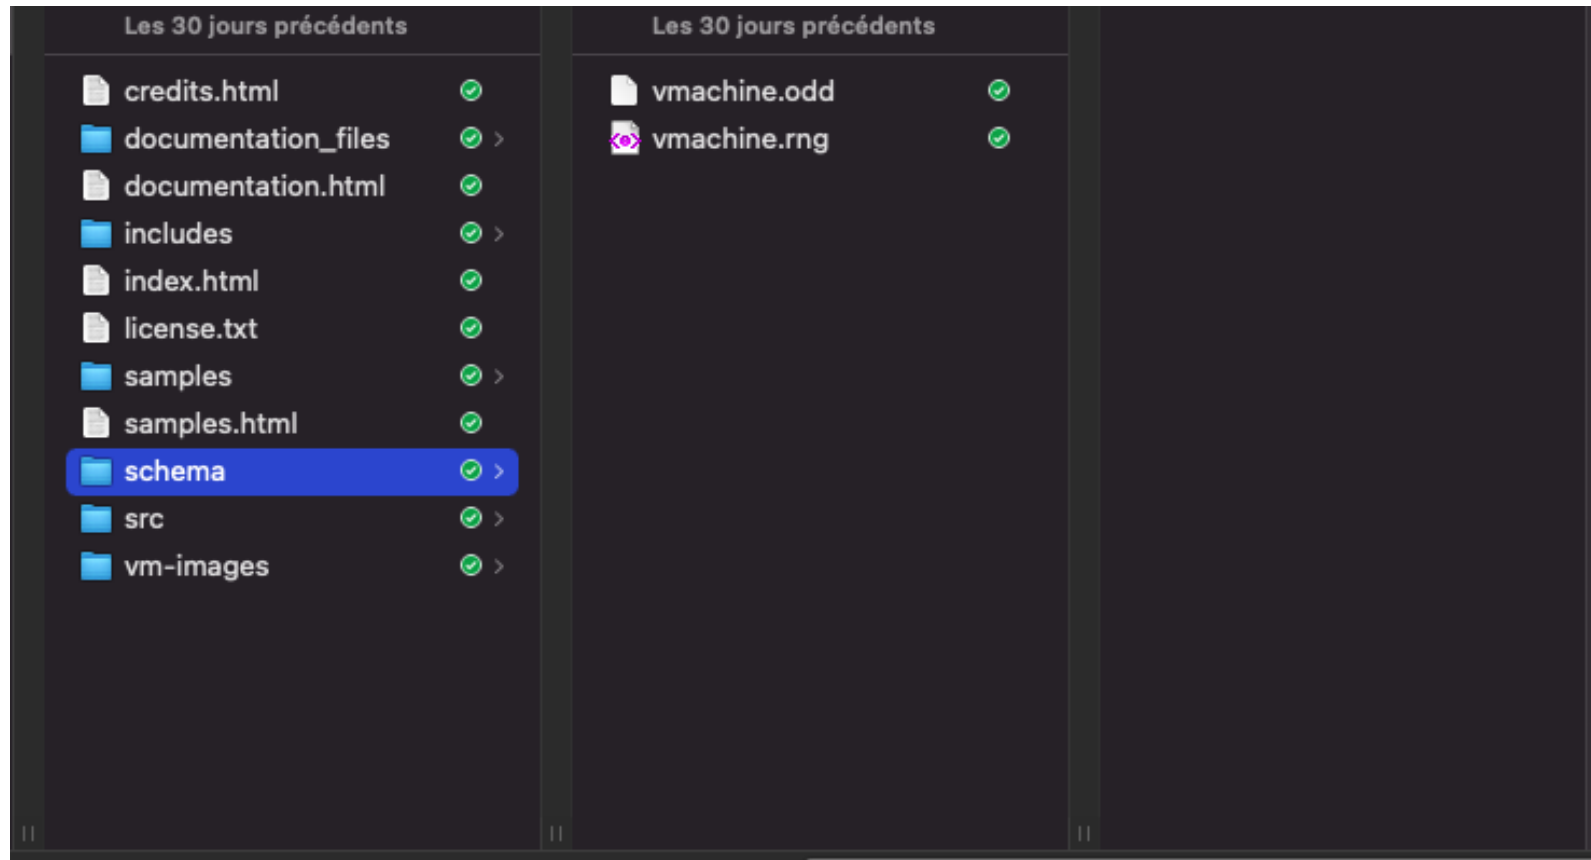 Les 30 jours précédents
credits.html
documentation_files
documentation.html
includes
index.html
license.txt
samples
samples.html
schema
src
vm-images
Les 30 jours précédents
vmachine.odd
vmachine.rng